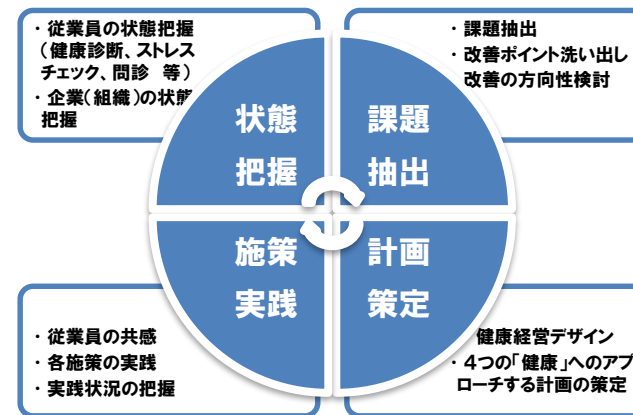 ・従業員の状態把握
（健康診断、ストレス
チェック、問診　等）
・企業（組織）の状態
把握
・課題抽出
・改善ポイント洗い出し
改善の方向性検討
状態
把握
課題
抽出
施策
実践
計画
策定
・従業員の共感
・各施策の実践
・実践状況の把握
健康経営デザイン
・４つの「健康」へのアプ
ローチする計画の策定